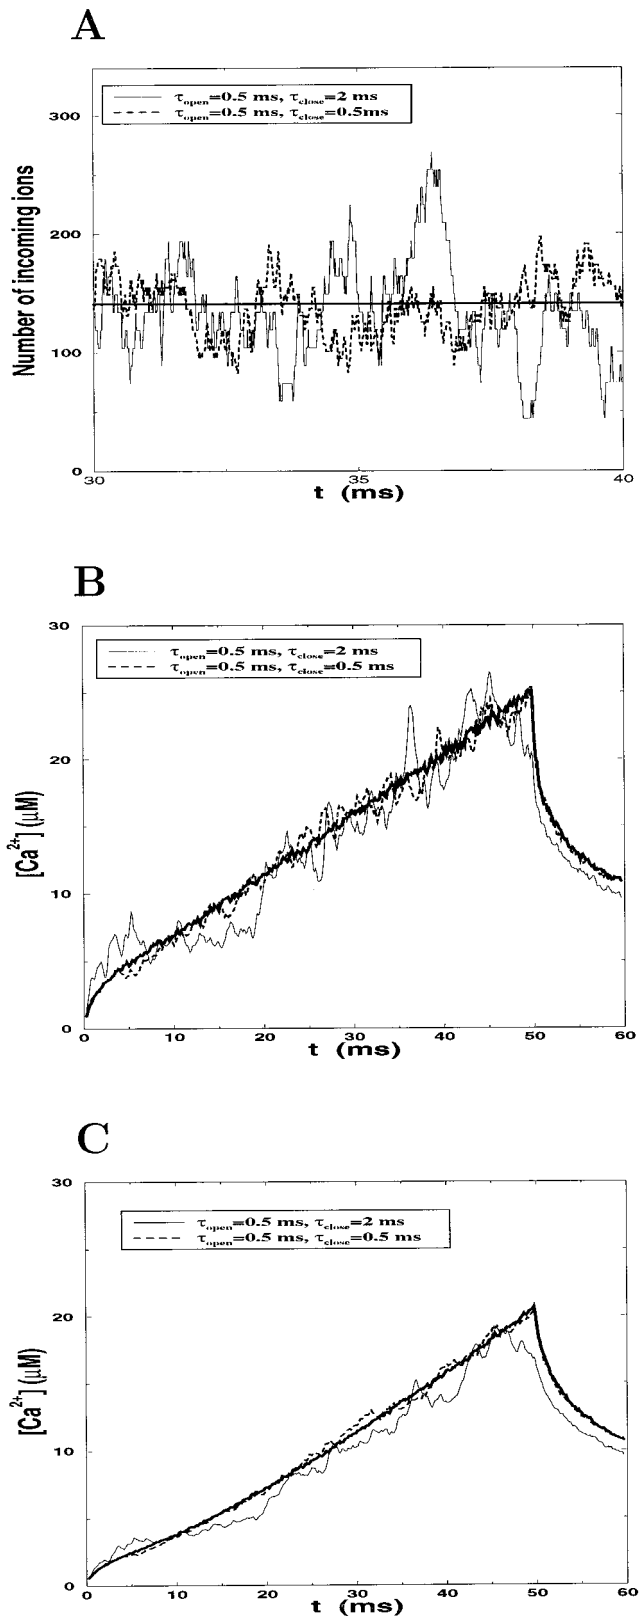 A
τopen=0.5 ms, τclose=2 ms
τopen=0.5 ms, τclose=0.5ms
300
200
100
0
Number of incoming ions
30 35 40
t (ms)
B
τopen=0.5 ms, τclose=2 ms
τopen=0.5 ms, τclose=0.5 ms
30
20
10
0
[Ca2+] (μM)
0 10 20 30 40 50 60
t (ms)
C
τopen=0.5 ms, τclose=2 ms
τopen=0.5 ms, τclose=0.5 ms
30
20
10
0
[Ca2+] (μM)
0 10 20 30 40 50 60
t (ms)